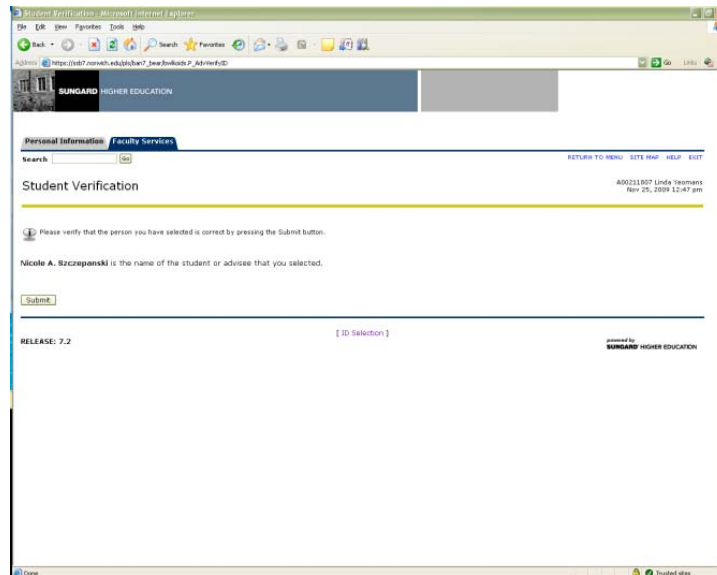 Student Verification - Microsoft Internet Explorer
File Edit View Favorites Tools Help
Back Search Favorites
Address https://ssb7.norwich.edu/pls/ban7_bear/bwlkoids.P_AdvVerifyID Go Links
SUNGARD HIGHER EDUCATION
Personal Information Faculty Services
Search Go RETURN TO MENU SITE MAP HELP EXIT
Student Verification
A00211807 Linda Yeomans
Nov 25, 2009 12:47 pm
Please verify that the person you have selected is correct by pressing the Submit button.
Nicole A. Szczepanski is the name of the student or advisee that you selected.
Submit
[ ID Selection ]
RELEASE: 7.2
powered by
SUNGARD HIGHER EDUCATION
Done Trusted sites